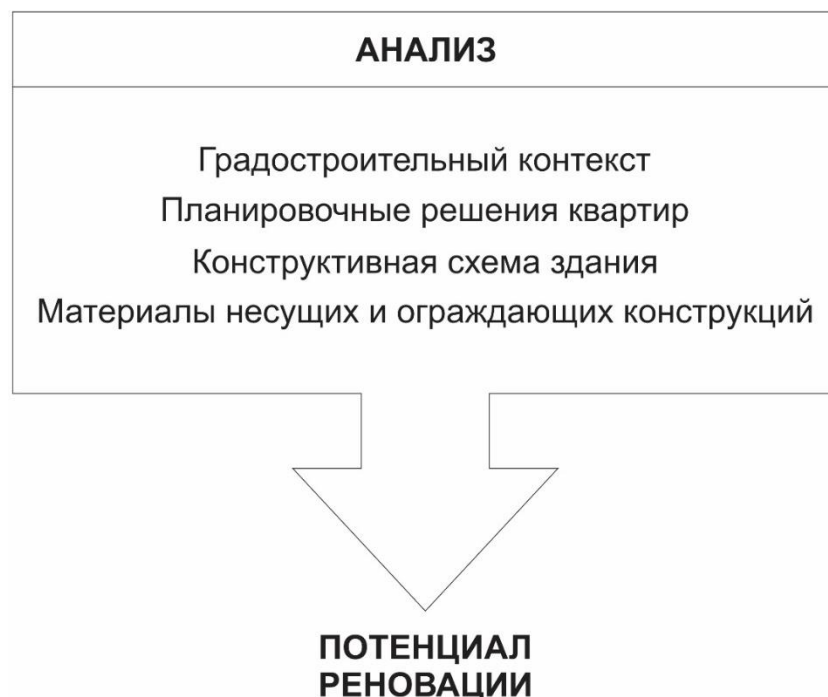 АНАЛИЗ
Градостроительный контекст
Планировочные решения квартир
Конструктивная схема здания
Материалы несущих и ограждающих конструкций
ПОТЕНЦИАЛ
РЕНОВАЦИИ